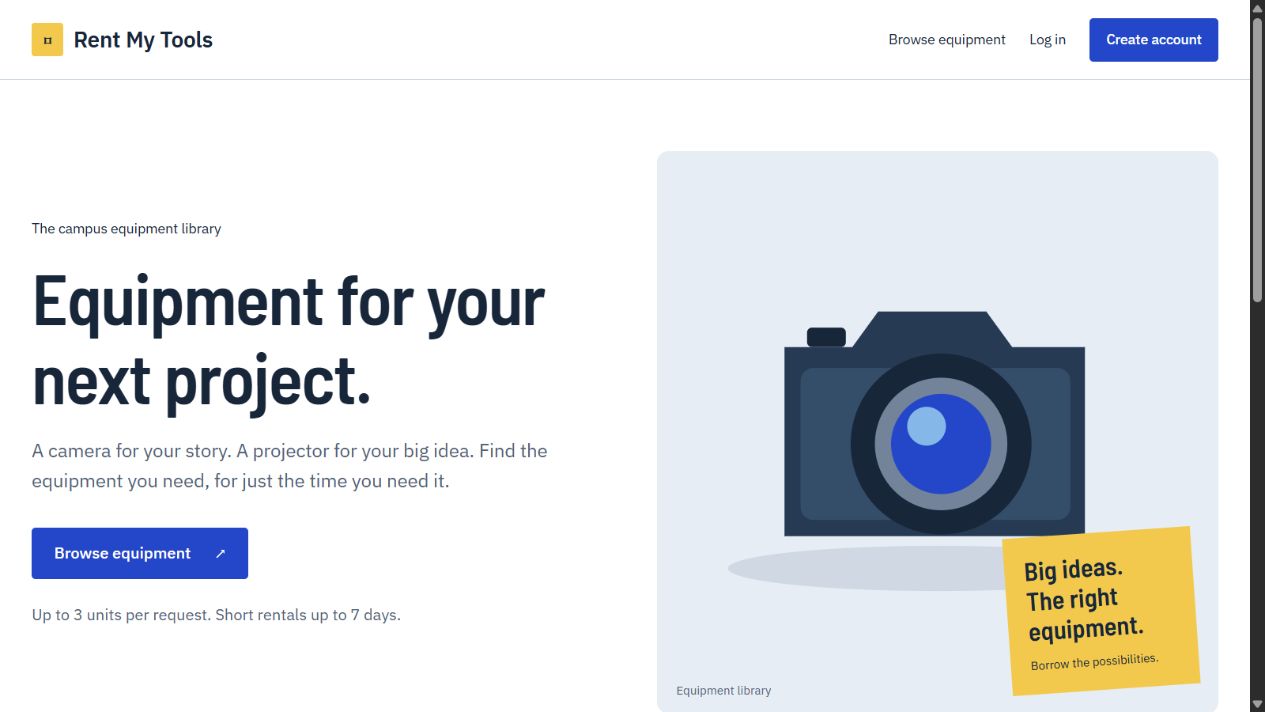 Rent My Tools
Browse equipment
Log in
Create account
The campus equipment library
Equipment for your
next project.
A camera for your story. A projector for your big idea. Find the
equipment you need, for just the time you need it.
Browse equipment ↗
Up to 3 units per request. Short rentals up to 7 days.
Big ideas.
The right
equipment.
Borrow the possibilities.
Equipment library